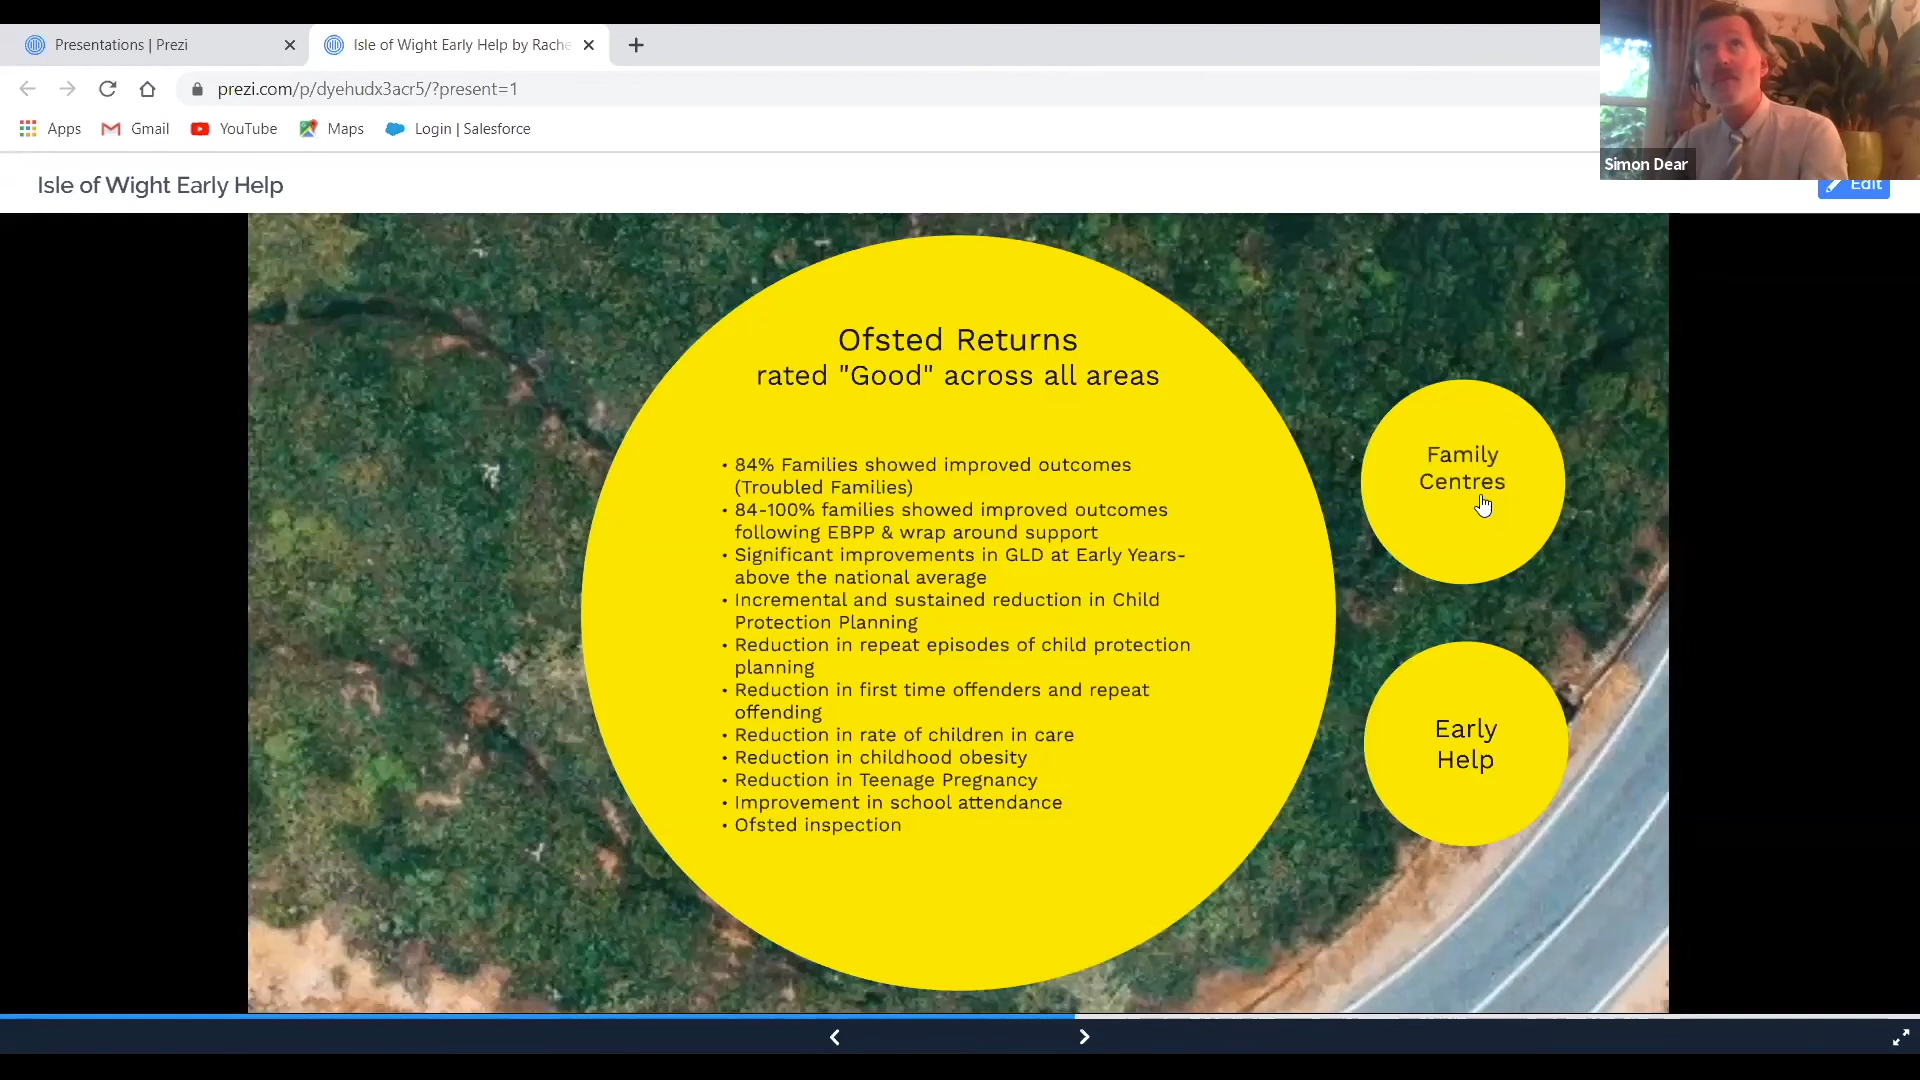 Presentations | Prezi
Isle of Wight Early Help by Rache
prezi.com/p/dyehudx3acr5/?present=1
Apps
Gmail
YouTube
Maps
Login | Salesforce
Simon Dear
Isle of Wight Early Help
Edit
Ofsted Returns
rated "Good" across all areas
• 84% Families showed improved outcomes
(Troubled Families)
• 84-100% families showed improved outcomes
following EBPP & wrap around support
• Significant improvements in GLD at Early Years-
above the national average
• Incremental and sustained reduction in Child
Protection Planning
• Reduction in repeat episodes of child protection
planning
• Reduction in first time offenders and repeat
offending
• Reduction in rate of children in care
• Reduction in childhood obesity
• Reduction in Teenage Pregnancy
• Improvement in school attendance
• Ofsted inspection
Family
Centres
Early
Help